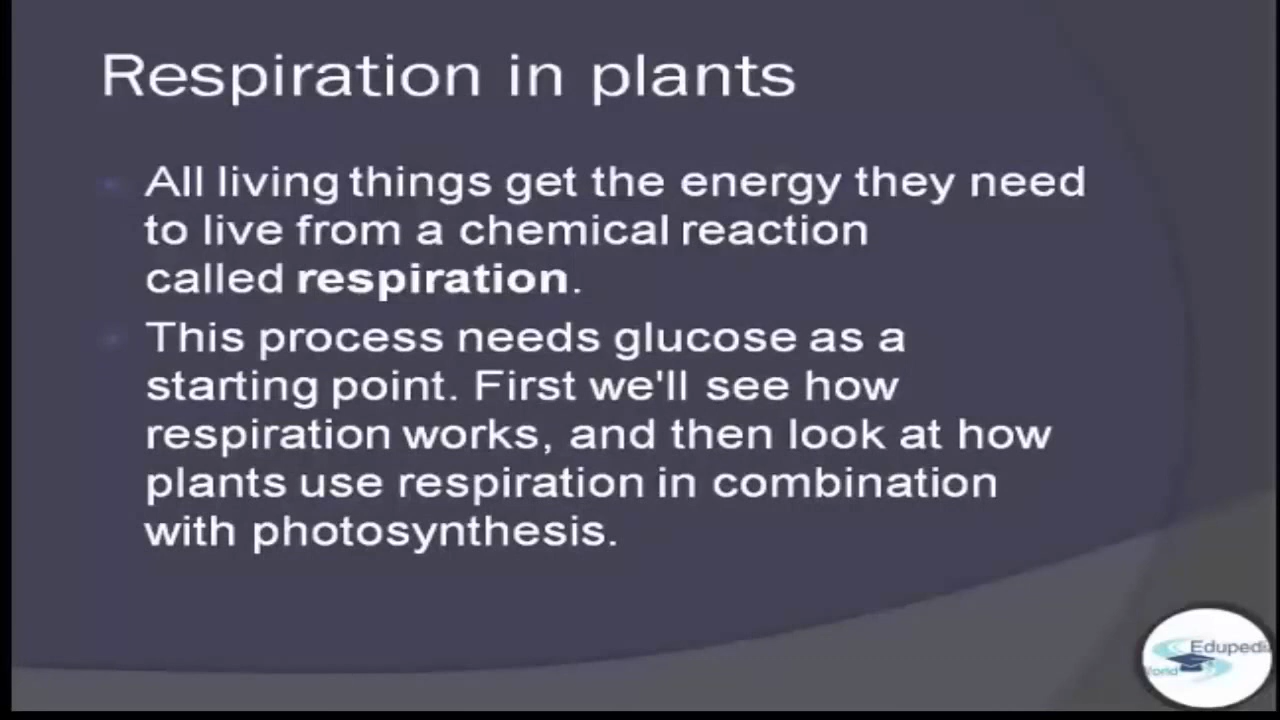 Respiration in plants
All living things get the energy they need
to live from a chemical reaction
called respiration.
This process needs glucose as a
starting point. First we'll see how
respiration works, and then look at how
plants use respiration in combination
with photosynthesis.
Edupedia
World